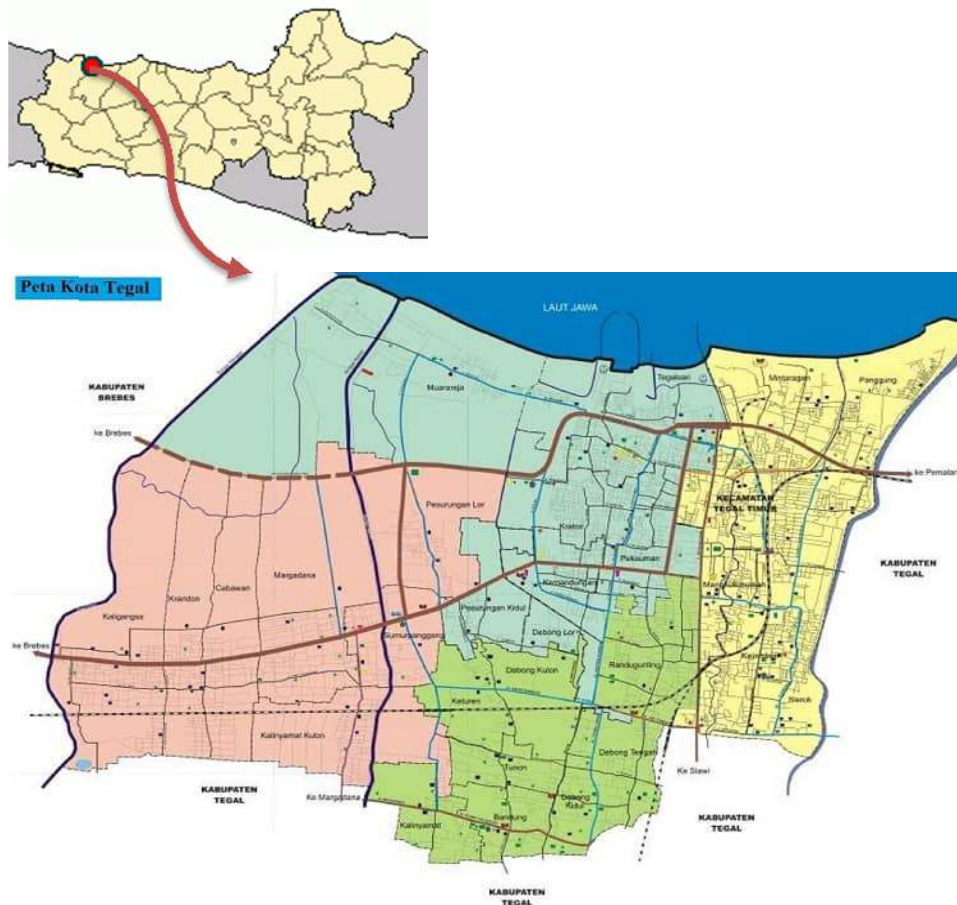 Peta Kota Tegal
LAUT JAWA
Tegalsari
Mintaragen
Panggung
Muarareja
KABUPATEN
BREBES
ke Brebes
ke Pemalan
Pesurungan Lor
KECAMATAN
TEGAL TIMUR
Kraton
Pekauman
KABUPATEN
TEGAL
Margadana
Cabawan
Krandon
Kaligangsa
Kemandungan
Pesurungan Kidul
Debong Lor
Sumurpanggang
ke Brebes
Debong Kulon
Randugunting
Keturen
Slerok
Kalinyamat Kulon
Debong Tengah
Tunon
Ke Slawi
KABUPATEN
TEGAL
Ke Margadana
Debong
Kidul
Bandung
Kalinyamat
KABUPATEN
TEGAL
KABUPATEN
TEGAL